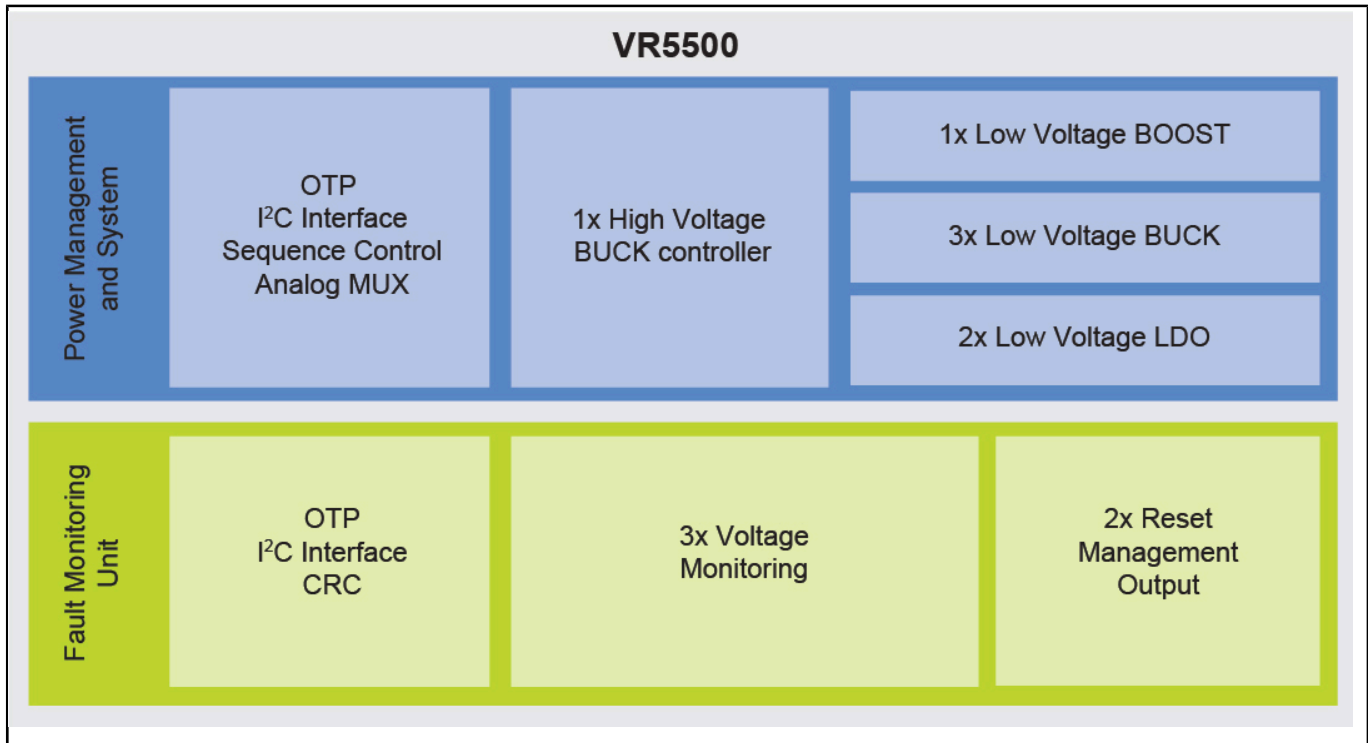 VR5500
Power Management
and System
OTP
I²C Interface
Sequence Control
Analog MUX
1x High Voltage
BUCK controller
1x Low Voltage BOOST
3x Low Voltage BUCK
2x Low Voltage LDO
Fault Monitoring
Unit
OTP
I²C Interface
CRC
3x Voltage
Monitoring
2x Reset
Management
Output